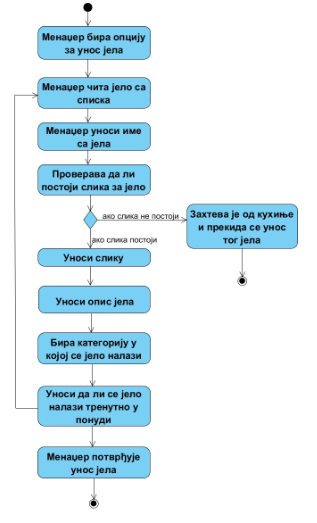 Менаџер бира опцију
за унос јела
Менаџер чита јело са
списка
Менаџер уноси име
са јела
Проверава да ли
постоји слика за јело
ако слика не постоји
Захтева је од кухиње
и прекида се унос
тог јела
ако слика постоји
Уноси слику
Уноси опис јела
Бира категорију у
којој се јело налази
Уноси да ли се јело
налази тренутно у
понуди
Менаџер потврђује
унос јела